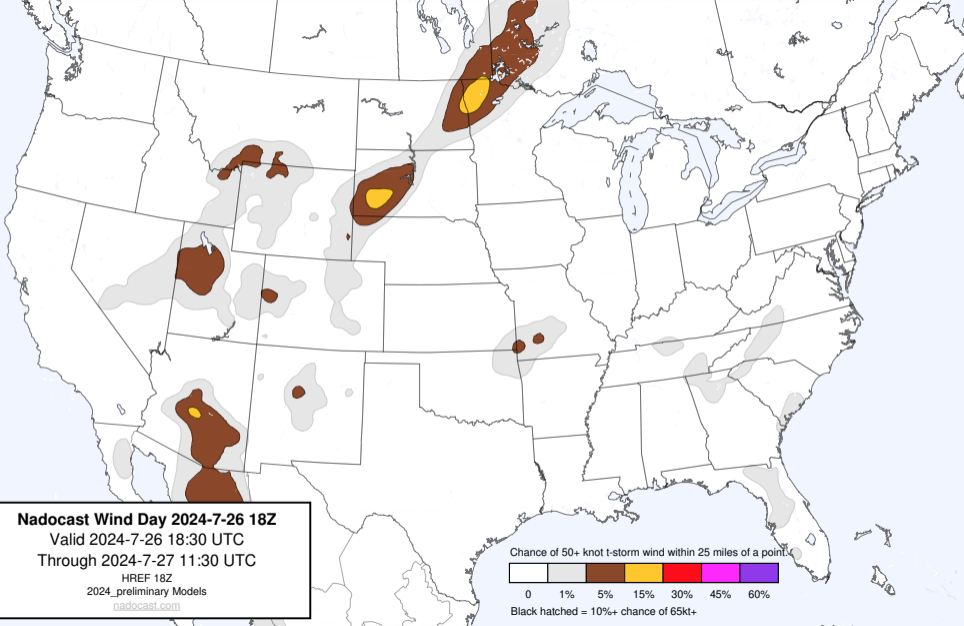 Nadocast Wind Day 2024-7-26 18Z
Valid 2024-7-26 18:30 UTC
Through 2024-7-27 11:30 UTC
HREF 18Z
2024_preliminary Models
nadocast.com
Chance of 50+ knot t-storm wind within 25 miles of a point.
0 1% 5% 15% 30% 45% 60%
Black hatched = 10%+ chance of 65kt+